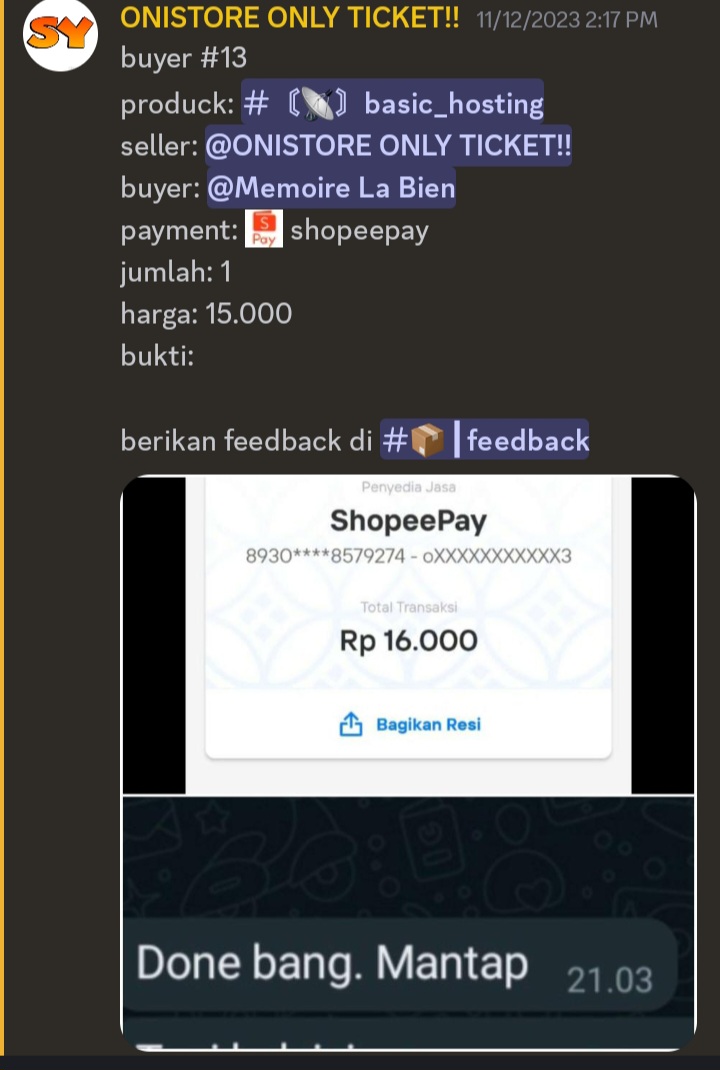 SY
ONISTORE ONLY TICKET!! 11/12/2023 2:17 PM
buyer #13
produck: # 〘📡〙 basic_hosting
seller: @ONISTORE ONLY TICKET!!
buyer: @Memoire La Bien
payment: S Pay shopeepay
jumlah: 1
harga: 15.000
bukti:
berikan feedback di #📦┃feedback
Penyedia Jasa
ShopeePay
8930****8579274 - oXXXXXXXXXXX3
Total Transaksi
Rp 16.000
Bagikan Resi
Done bang. Mantap 21.03